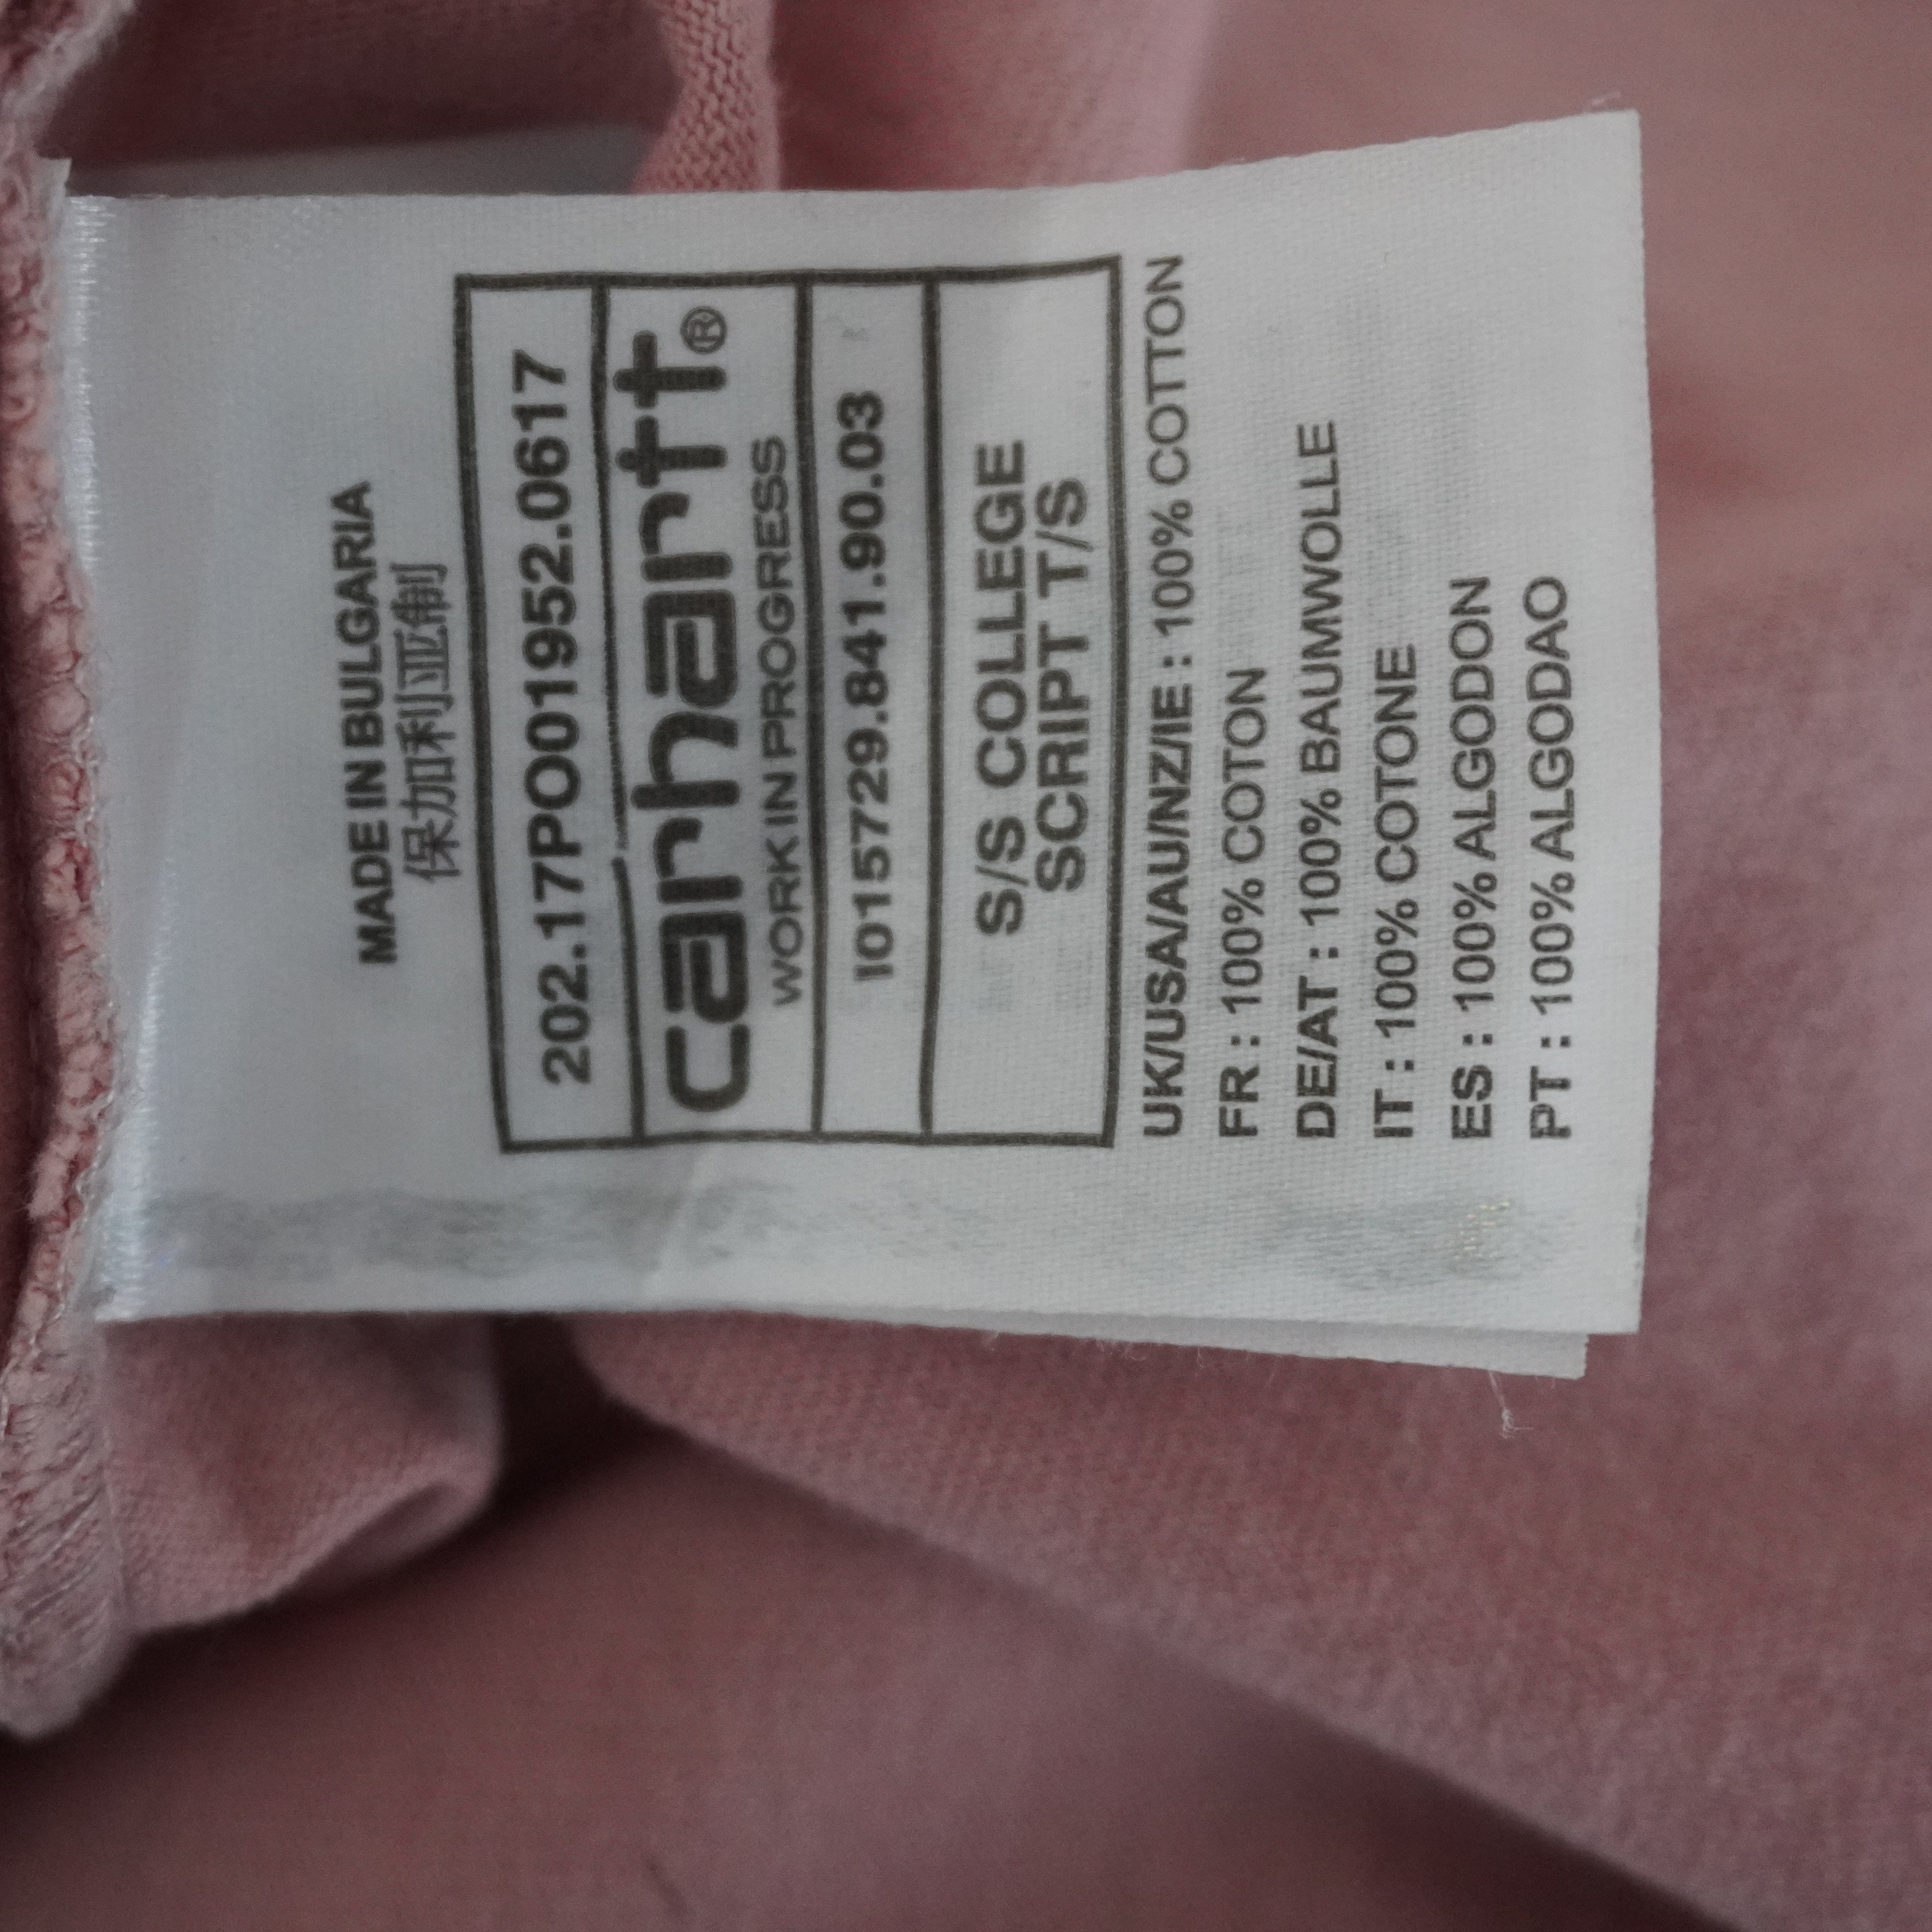 MADE IN BULGARIA
保加利亚制
202.17PO01952.0617
carhartt®
WORK IN PROGRESS
I015729.841.90.03
S/S COLLEGE
SCRIPT T/S
UK/USA/AU/NZ/IE : 100% COTTON
FR : 100% COTON
DE/AT : 100% BAUMWOLLE
IT : 100% COTONE
ES : 100% ALGODON
PT : 100% ALGODAO